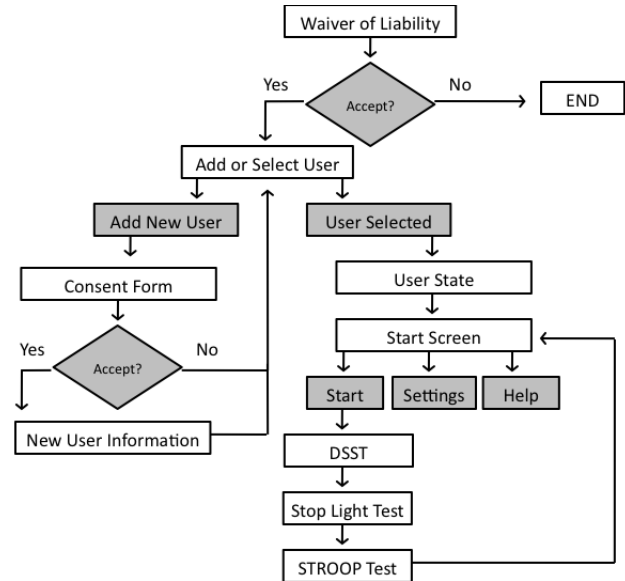 Waiver of Liability
Yes
No
Accept?
END
Add or Select User
Add New User
User Selected
Consent Form
User State
Start Screen
Yes
No
Accept?
Start
Settings
Help
New User Information
DSST
Stop Light Test
STROOP Test